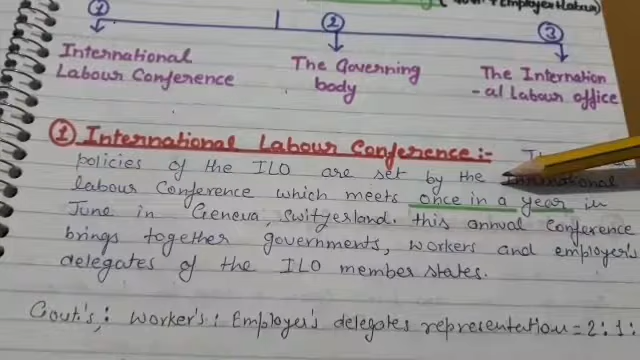 + Employer + Labour)
① ② ③
International
Labour Conference
The Governing
body
The Internation
-al Labour office
① International Labour Conference:-
policies of the ILO are set by the International
labour Conference which meets once in a year in
June in Geneva, Switzerland. This annual Conference
brings together governments, workers and employer's
delegates of the ILO member states.
Govt's; : Worker's : Employer's delegates representation = 2:1: